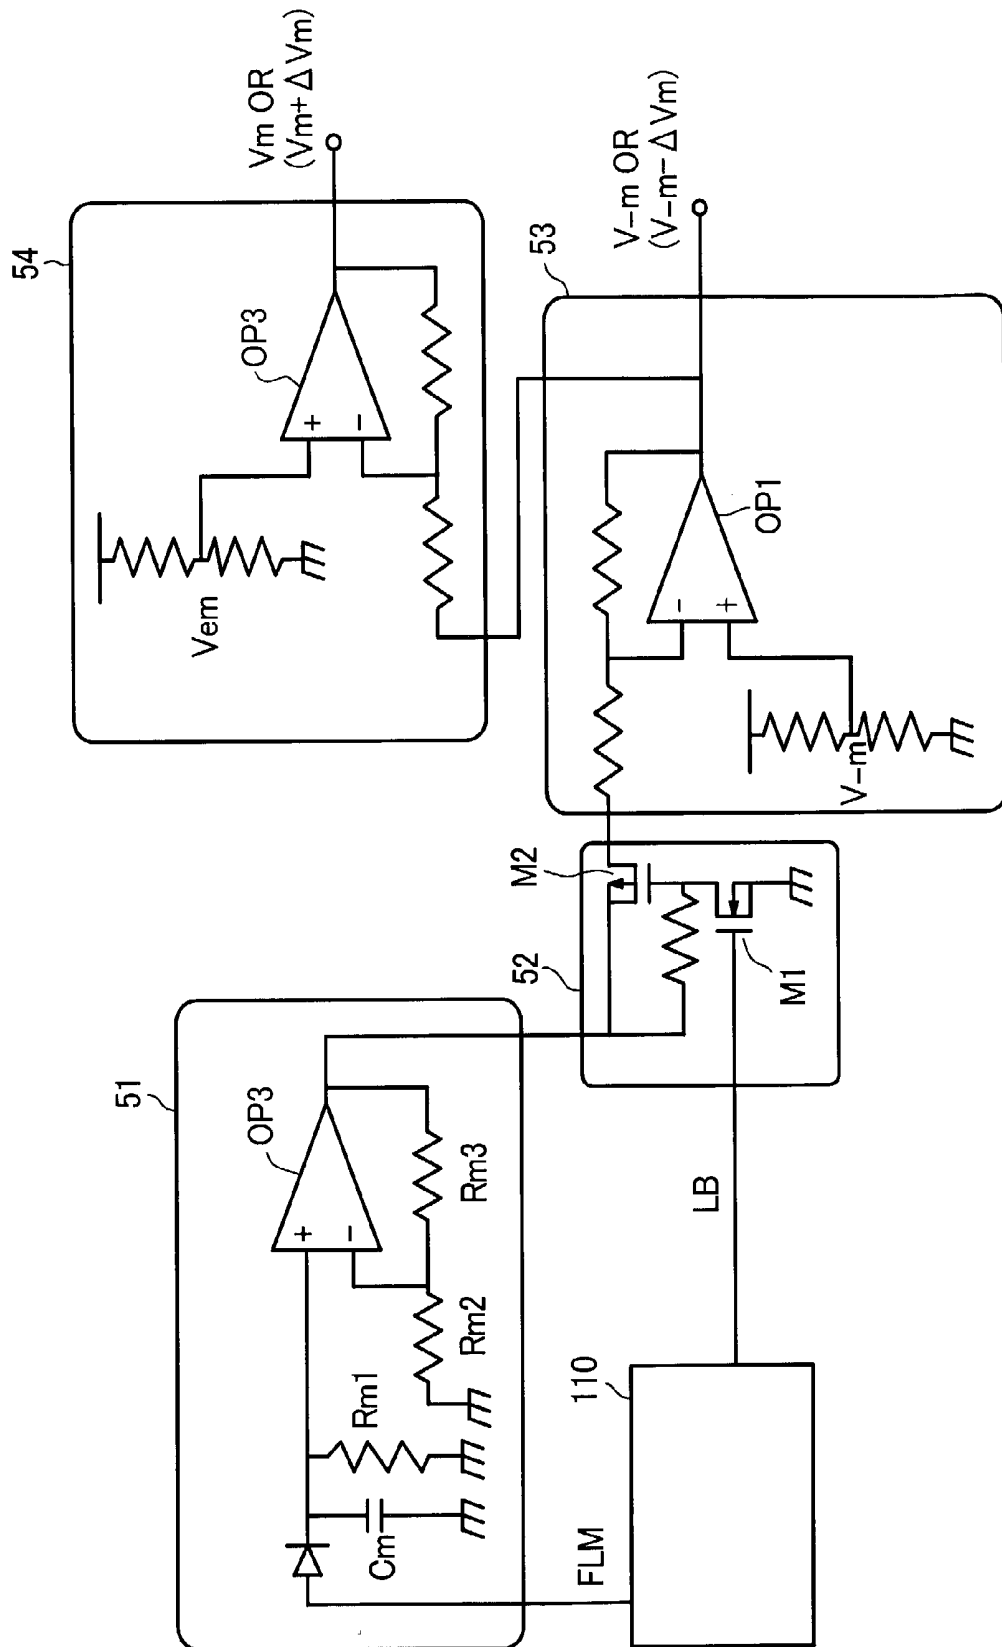 54
OP3
Vem
Vm OR
(Vm+ΔVm)
53
OP1
V-m
V-m OR
(V-m-ΔVm)
52
M2
M1
51
OP3
Rm3
Rm2
Rm1
Cm
FLM
LB
110
+
-
+
-
-
+